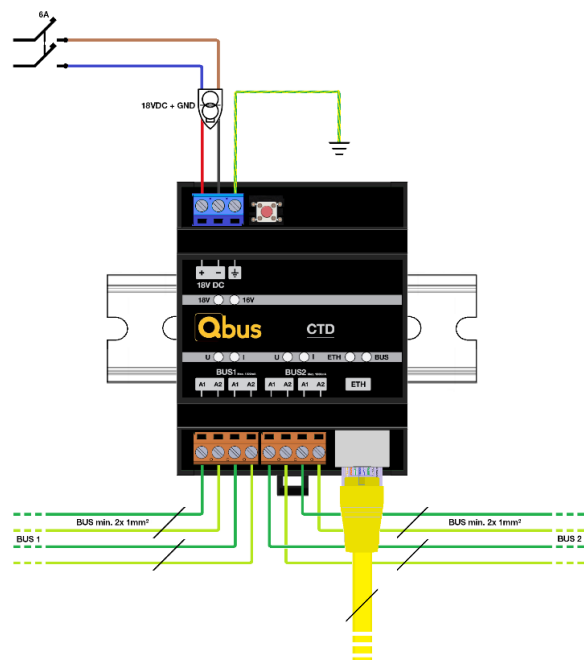 6A
18VDC + GND
+ −
18V DC
18V 16V
Qbus CTD
U I U I ETH BUS
BUS1 BUS2
A1 A2 A1 A2 A1 A2 A1 A2 ETH
BUS min. 2x 1mm² BUS min. 2x 1mm²
BUS 1 BUS 2